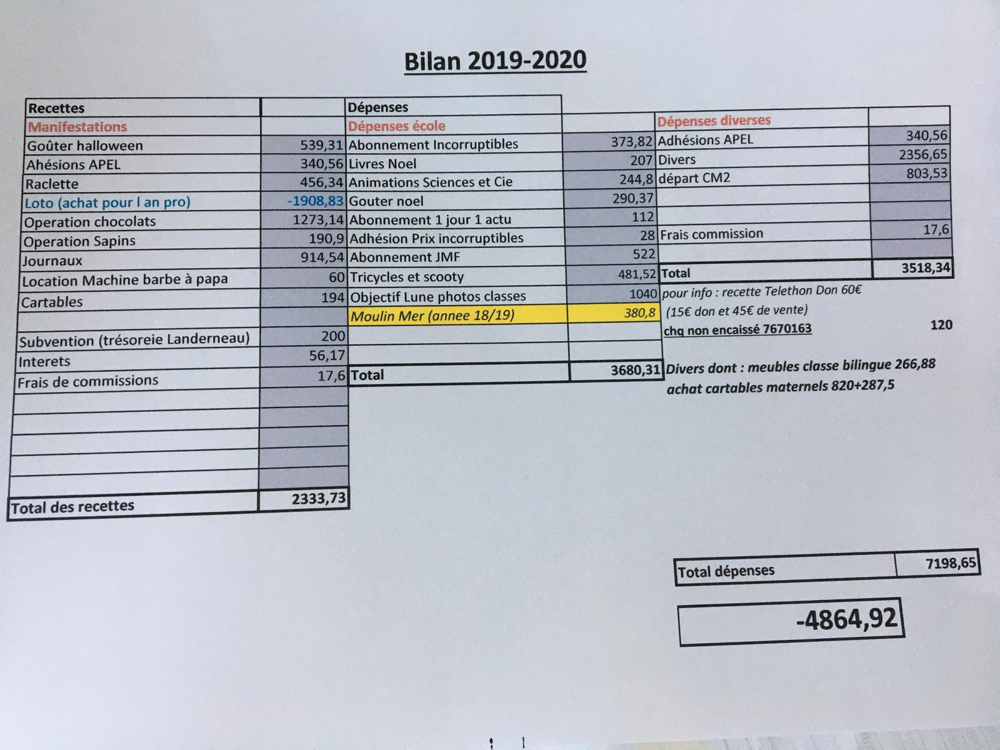 Bilan 2019-2020
Recettes Dépenses
Manifestations Dépenses école Dépenses diverses
Goûter halloween 539,31 Abonnement Incorruptibles 373,82 Adhésions APEL 340,56
Ahésions APEL 340,56 Livres Noel 207 Divers 2356,65
Raclette 456,34 Animations Sciences et Cie 244,8 départ CM2 803,53
Loto (achat pour l an pro) -1908,83 Gouter noel 290,37
Operation chocolats 1273,14 Abonnement 1 jour 1 actu 112
Operation Sapins 190,9 Adhésion Prix incorruptibles 28 Frais commission 17,6
Journaux 914,54 Abonnement JMF 522
Location Machine barbe à papa 60 Tricycles et scooty 481,52 Total 3518,34
Cartables 194 Objectif Lune photos classes 1040 pour info : recette Telethon Don 60€
Moulin Mer (annee 18/19) 380,8 (15€ don et 45€ de vente)
Subvention (trésoreie Landerneau) 200 chq non encaissé 7670163 120
Interets 56,17
Frais de commissions 17,6 Total 3680,31 Divers dont : meubles classe bilingue 266,88
achat cartables maternels 820+287,5
Total des recettes 2333,73
Total dépenses 7198,65
-4864,92